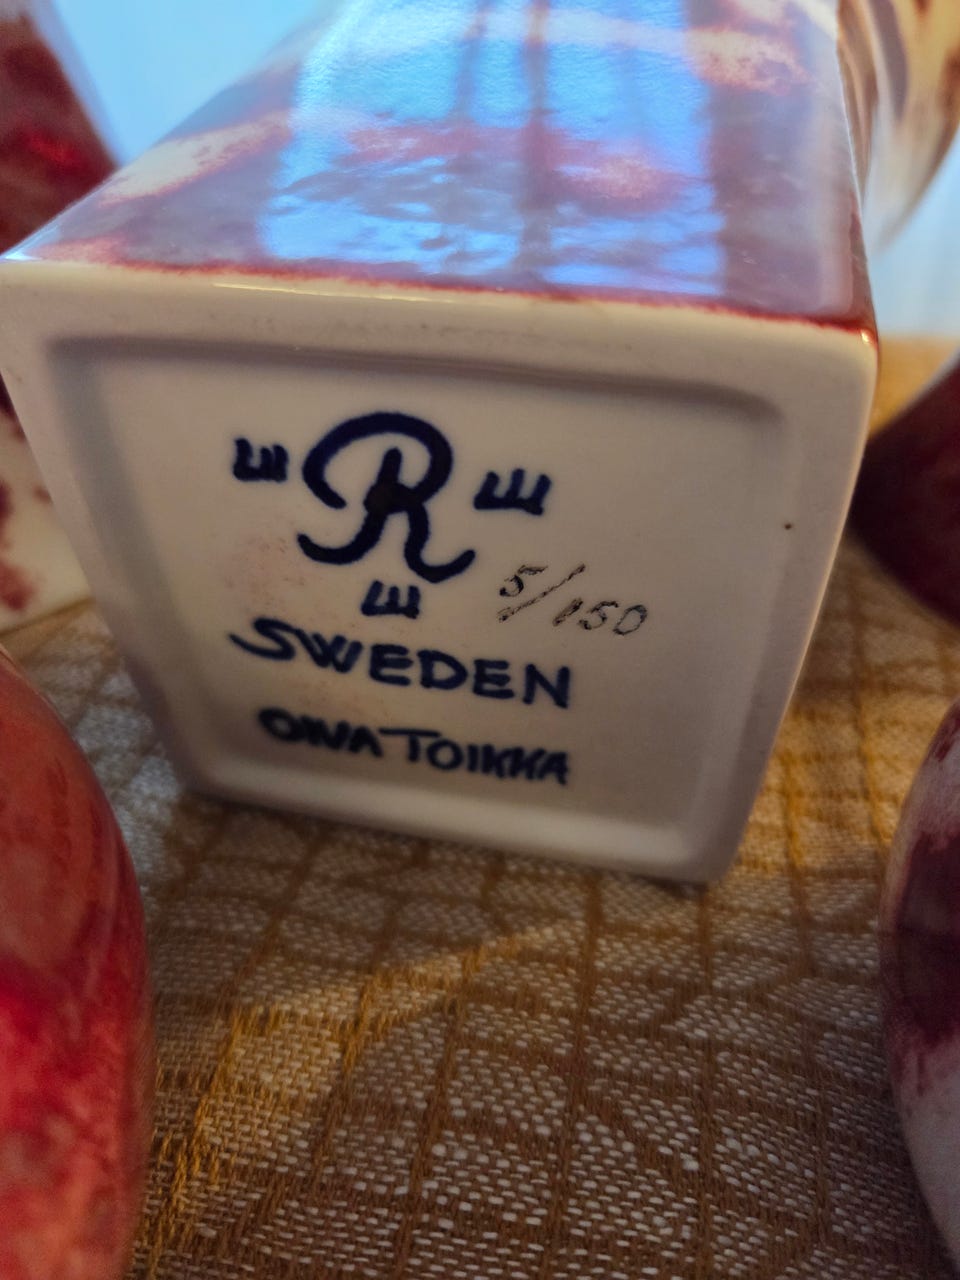 R
5/150
SWEDEN
OIVA TOIKKA